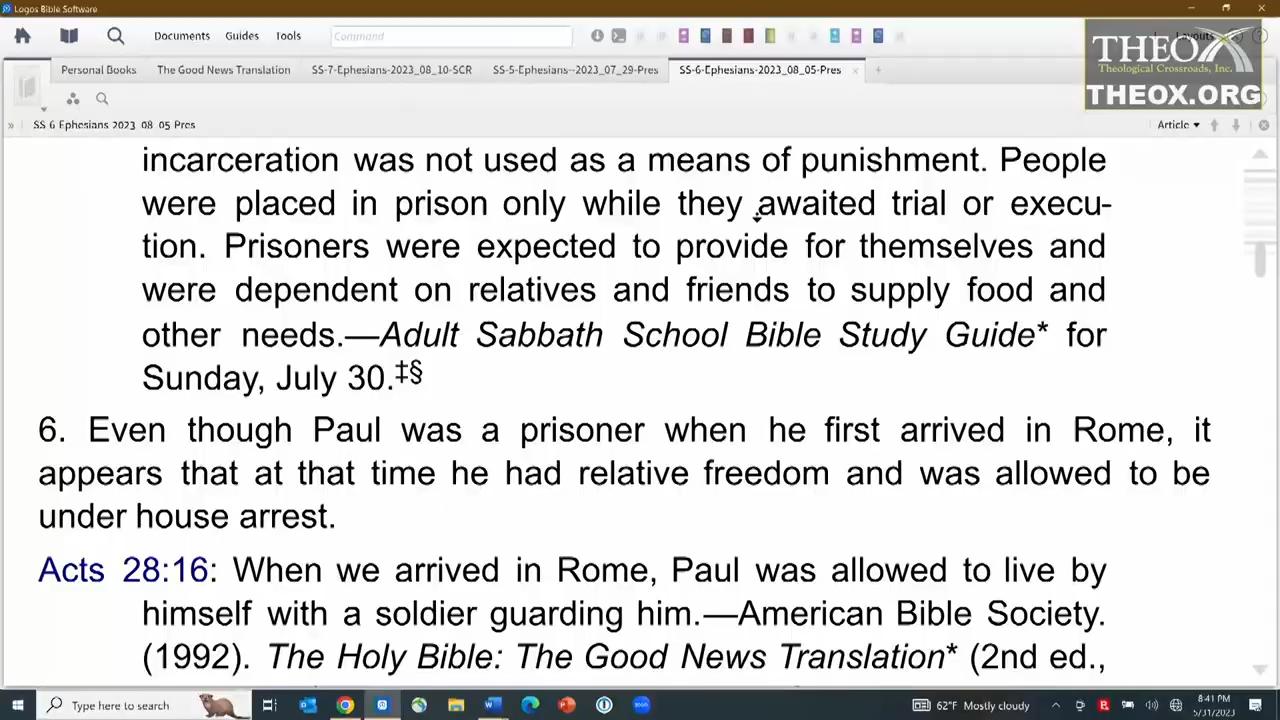 Logos Bible Software
Documents Guides Tools Command Layouts
THEOX
Theological Crossroads, Inc.
THEOX.ORG
Personal Books The Good News Translation SS-7-Ephesians-2023_08_14-SCG SS-5-Ephesians--2023_07_29-Pres SS-6-Ephesians-2023_08_05-Pres
» SS 6 Ephesians 2023 08 05 Pres Article
incarceration was not used as a means of punishment. People
were placed in prison only while they awaited trial or execu-
tion. Prisoners were expected to provide for themselves and
were dependent on relatives and friends to supply food and
other needs.—Adult Sabbath School Bible Study Guide* for
Sunday, July 30.‡§
6. Even though Paul was a prisoner when he first arrived in Rome, it
appears that at that time he had relative freedom and was allowed to be
under house arrest.
Acts 28:16: When we arrived in Rome, Paul was allowed to live by
himself with a soldier guarding him.—American Bible Society.
(1992). The Holy Bible: The Good News Translation* (2nd ed.,
Type here to search 62°F Mostly cloudy 8:41 PM
5/31/2023